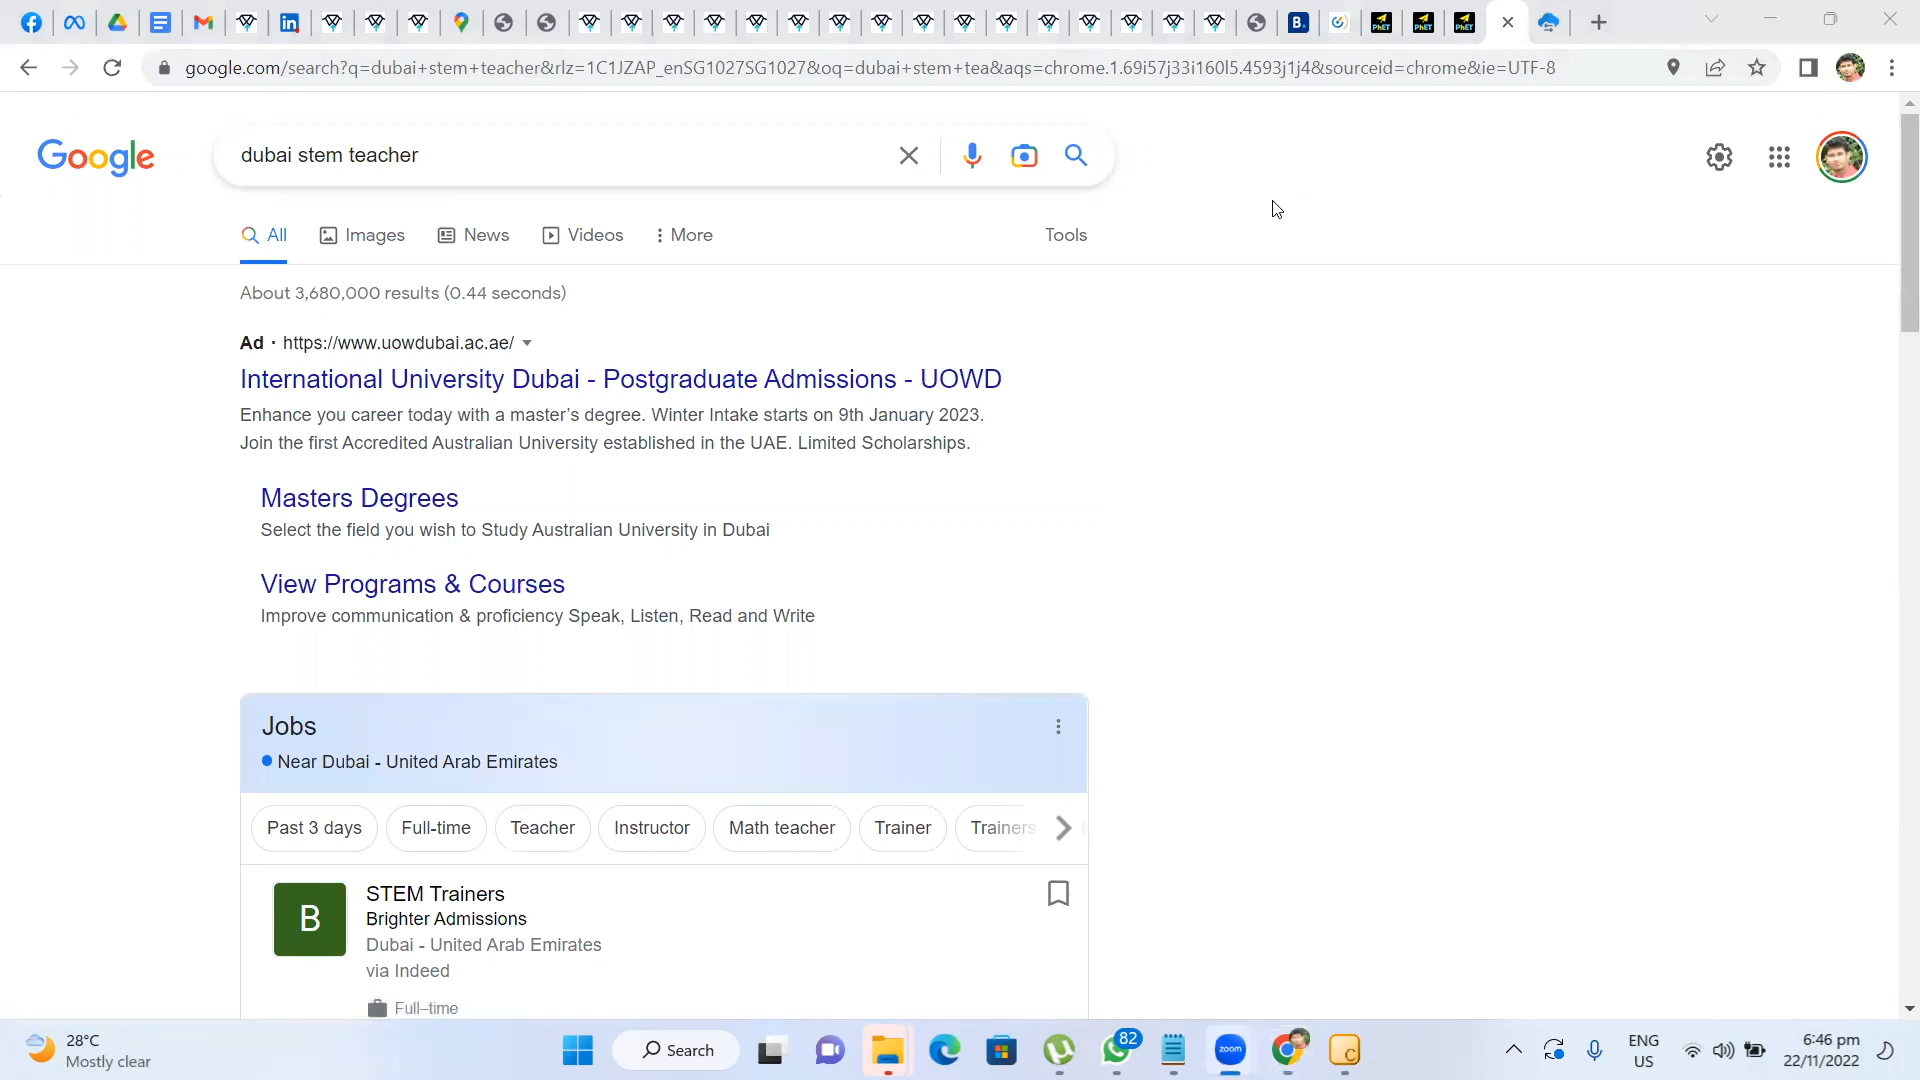 B.
PhET
PhET
PhET
google.com/search?q=dubai+stem+teacher&rlz=1C1JZAP_enSG1027SG1027&oq=dubai+stem+tea&aqs=chrome.1.69i57j33i160l5.4593j1j4&sourceid=chrome&ie=UTF-8
Google
dubai stem teacher
All
Images
News
Videos
More
Tools
About 3,680,000 results (0.44 seconds)
Ad · https://www.uowdubai.ac.ae/
International University Dubai - Postgraduate Admissions - UOWD
Enhance you career today with a master's degree. Winter Intake starts on 9th January 2023.
Join the first Accredited Australian University established in the UAE. Limited Scholarships.
Masters Degrees
Select the field you wish to Study Australian University in Dubai
View Programs & Courses
Improve communication & proficiency Speak, Listen, Read and Write
Jobs
Near Dubai - United Arab Emirates
Past 3 days
Full-time
Teacher
Instructor
Math teacher
Trainer
Trainers
B
STEM Trainers
Brighter Admissions
Dubai - United Arab Emirates
via Indeed
Full-time
28°C
Mostly clear
Search
82
zoom
C
ENG
US
6:46 pm
22/11/2022